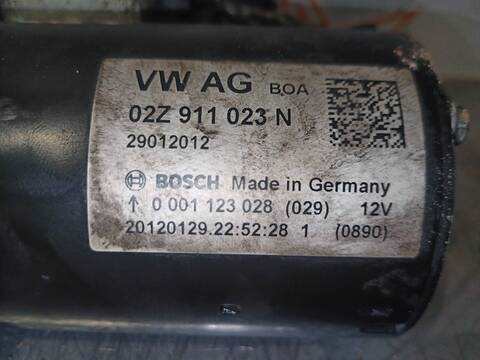 VW AG BOA
02Z 911 023 N
29012012
BOSCH Made in Germany
↑ 0 001 123 028 (029) 12V
20120129.22:52:28 1 (0890)